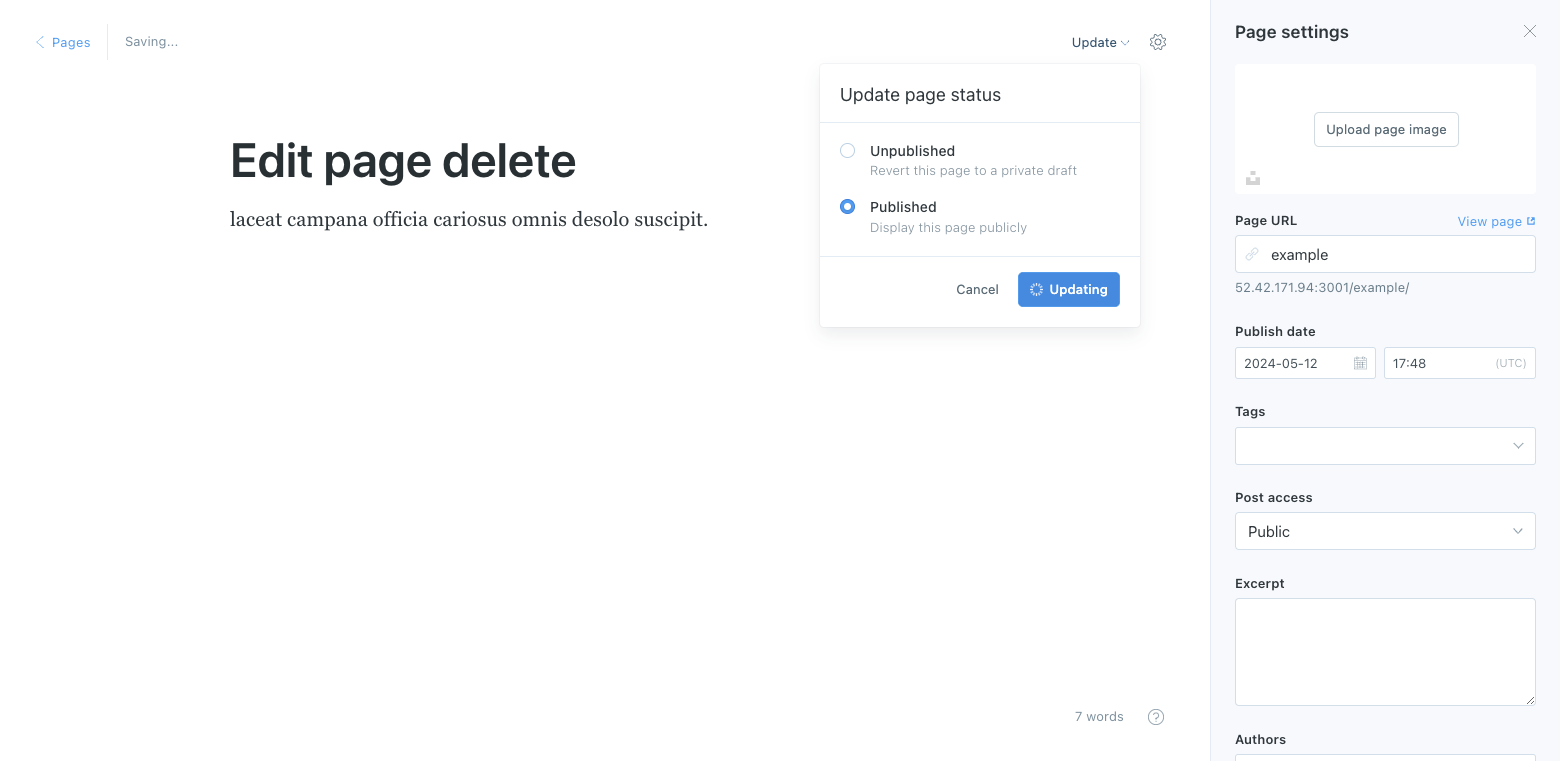 Pages
Saving...
Update
Update page status
Unpublished
Revert this page to a private draft
Published
Display this page publicly
Cancel
Updating
Edit page delete
laceat campana officia cariosus omnis desolo suscipit.
7 words
?
Page settings
Upload page image
Page URL
View page
example
52.42.171.94:3001/example/
Publish date
2024-05-12
17:48
(UTC)
Tags
Post access
Public
Excerpt
Authors